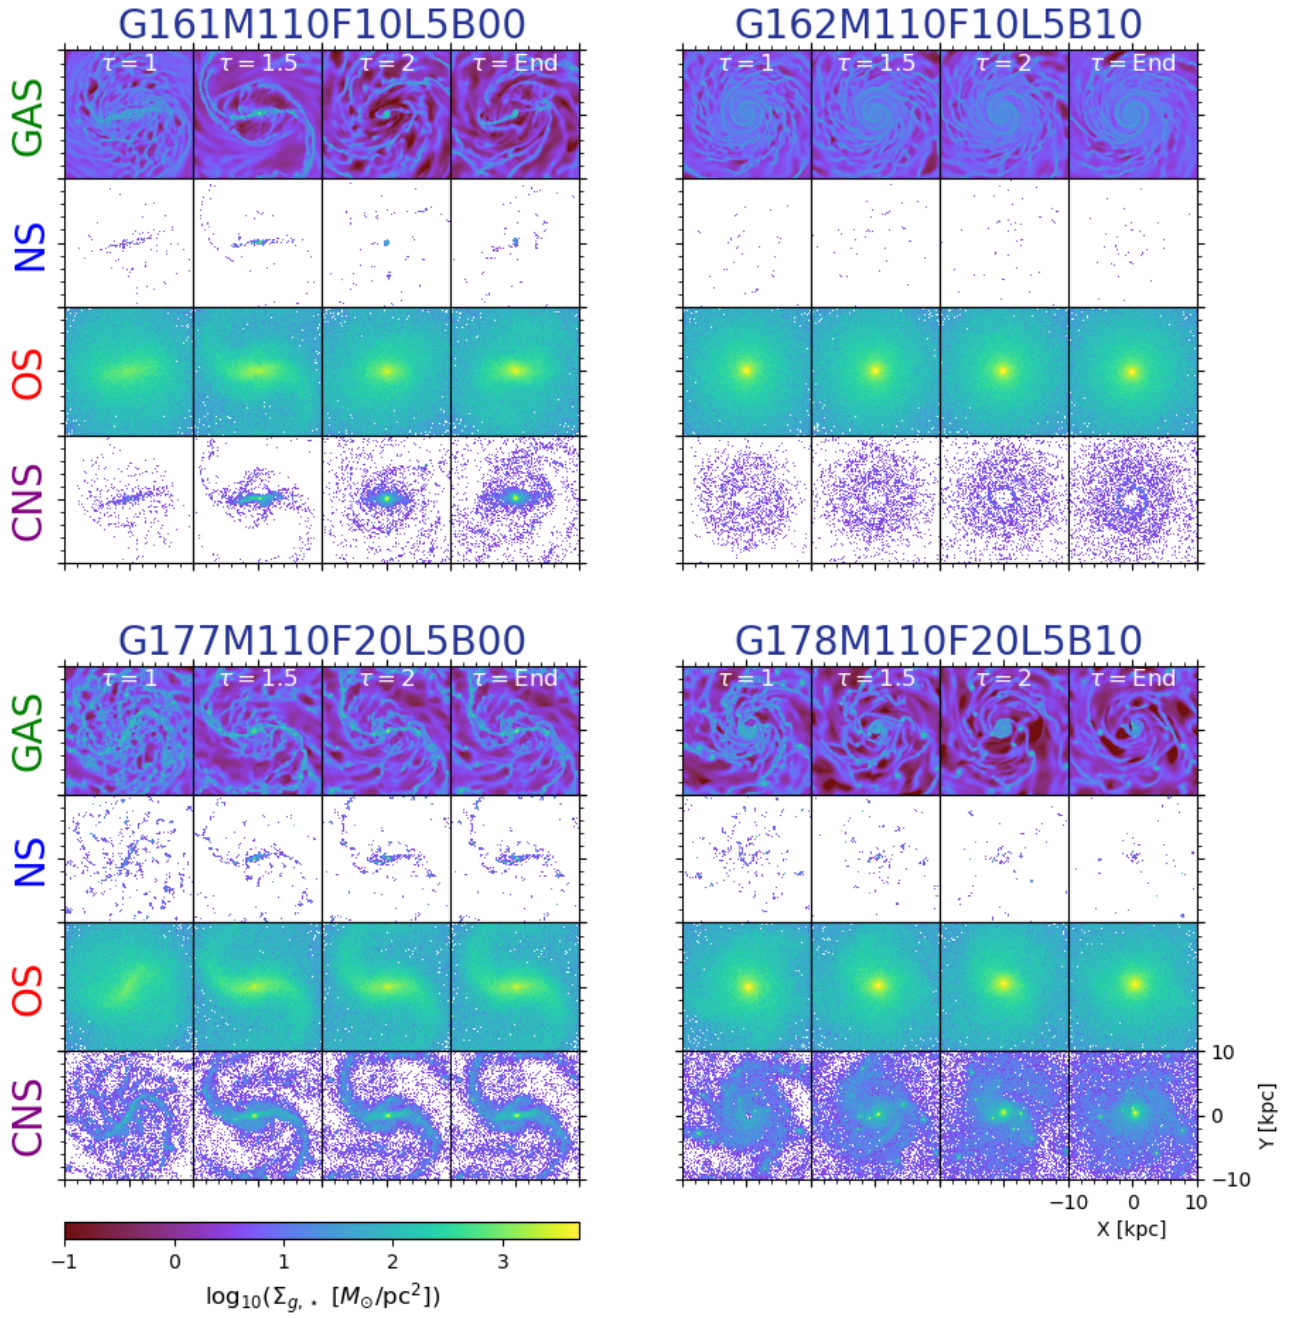 G161M110F10L5B00 G162M110F10L5B10
GAS τ = 1 τ = 1.5 τ = 2 τ = End τ = 1 τ = 1.5 τ = 2 τ = End
NS
OS
CNS
G177M110F20L5B00 G178M110F20L5B10
GAS τ = 1 τ = 1.5 τ = 2 τ = End τ = 1 τ = 1.5 τ = 2 τ = End
NS
OS
CNS
10
0
−10
Y [kpc]
−10 0 10
X [kpc]
−1 0 1 2 3
log₁₀(Σ_g,⋆ [M_⊙/pc²])